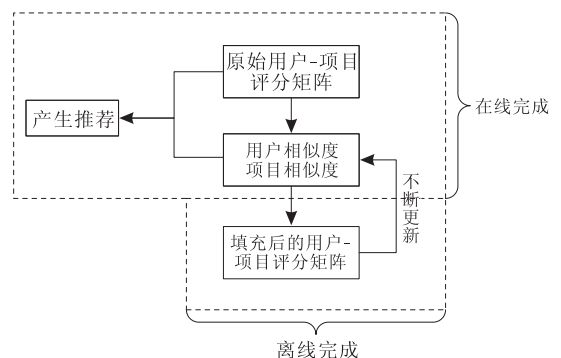 原始用户-项目
评分矩阵
产生推荐
在线完成
用户相似度
项目相似度
不断更新
填充后的用户-
项目评分矩阵
离线完成